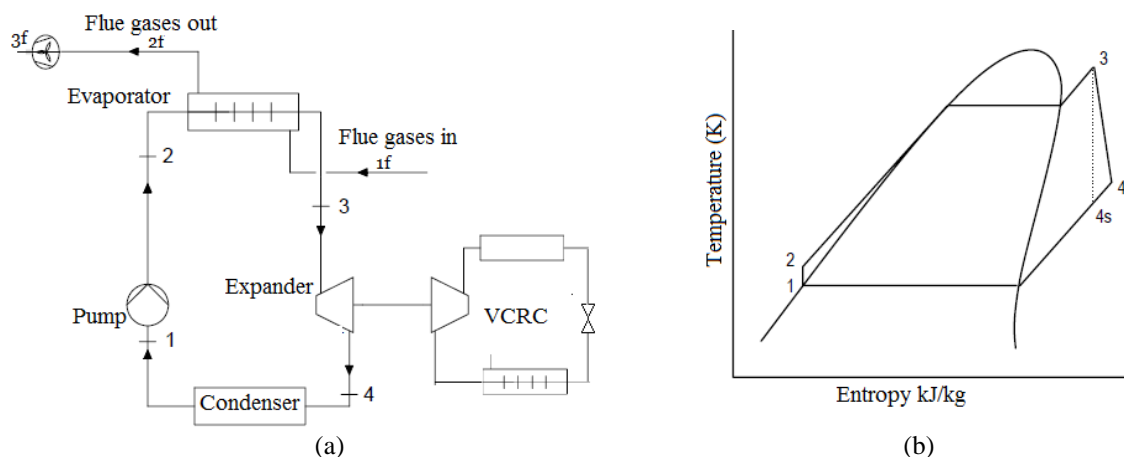 Flue gases out
3f
2f
Evaporator
Flue gases in
1f
2
3
Expander
Pump
VCRC
1
4
Condenser
(a)
Temperature (K)
3
4
4s
2
1
Entropy kJ/kg
(b)